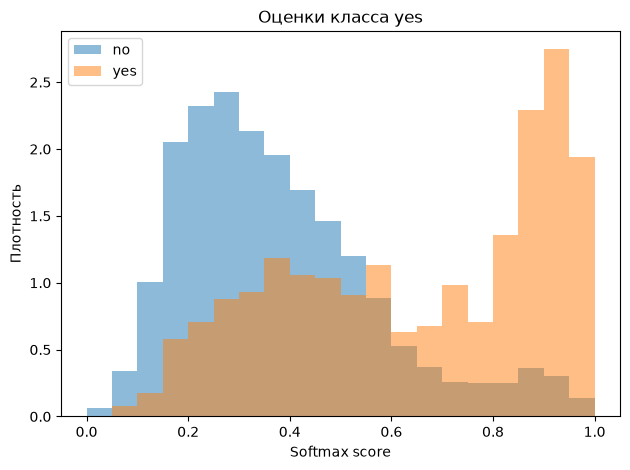 Оценки класса yes
no
yes
Плотность
2.5
2.0
1.5
1.0
0.5
0.0
0.0 0.2 0.4 0.6 0.8 1.0
Softmax score